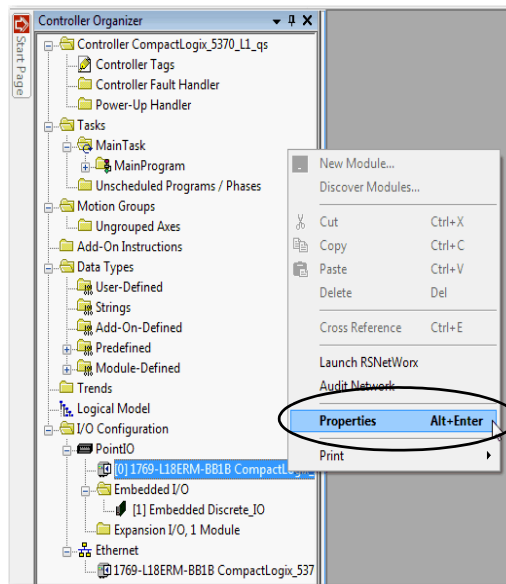 Controller Organizer
Start Page
Controller CompactLogix_5370_L1_qs
Controller Tags
Controller Fault Handler
Power-Up Handler
Tasks
MainTask
MainProgram
Unscheduled Programs / Phases
Motion Groups
Ungrouped Axes
Add-On Instructions
Data Types
User-Defined
Strings
Add-On-Defined
Predefined
Module-Defined
Trends
Logical Model
I/O Configuration
PointIO
[0] 1769-L18ERM-BB1B CompactLogix_
Embedded I/O
[1] Embedded Discrete_IO
Expansion I/O, 1 Module
Ethernet
1769-L18ERM-BB1B CompactLogix_537
New Module...
Discover Modules...
Cut Ctrl+X
Copy Ctrl+C
Paste Ctrl+V
Delete Del
Cross Reference Ctrl+E
Launch RSNetWorx
Audit Network
Properties Alt+Enter
Print